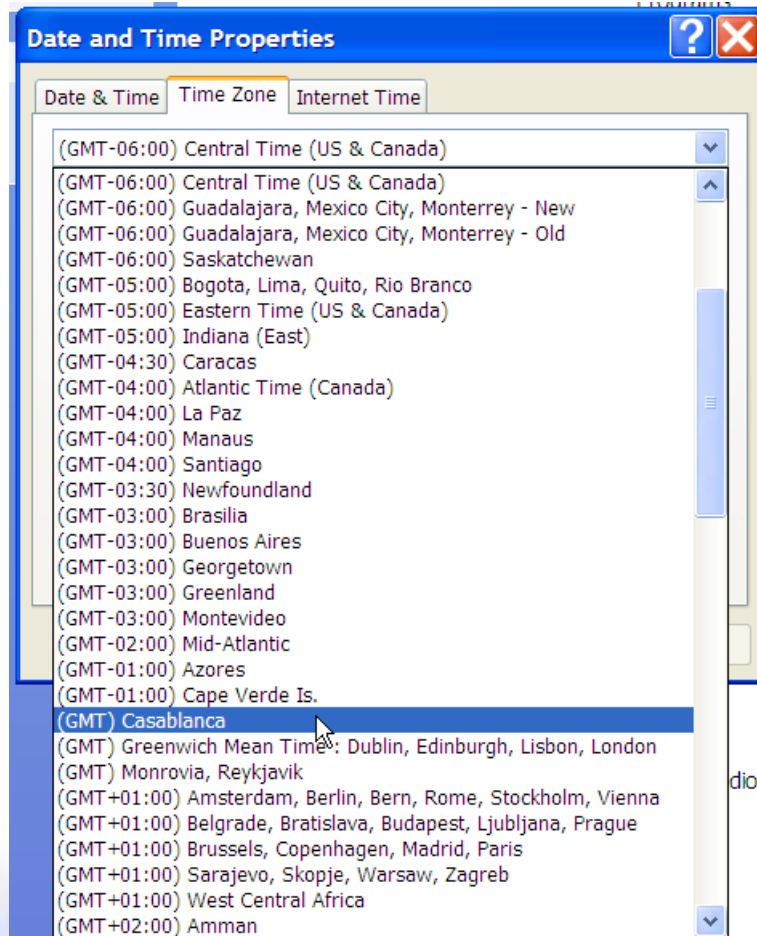 Programs
Date and Time Properties
Date & Time
Time Zone
Internet Time
(GMT-06:00) Central Time (US & Canada)
(GMT-06:00) Central Time (US & Canada)
(GMT-06:00) Guadalajara, Mexico City, Monterrey - New
(GMT-06:00) Guadalajara, Mexico City, Monterrey - Old
(GMT-06:00) Saskatchewan
(GMT-05:00) Bogota, Lima, Quito, Rio Branco
(GMT-05:00) Eastern Time (US & Canada)
(GMT-05:00) Indiana (East)
(GMT-04:30) Caracas
(GMT-04:00) Atlantic Time (Canada)
(GMT-04:00) La Paz
(GMT-04:00) Manaus
(GMT-04:00) Santiago
(GMT-03:30) Newfoundland
(GMT-03:00) Brasilia
(GMT-03:00) Buenos Aires
(GMT-03:00) Georgetown
(GMT-03:00) Greenland
(GMT-03:00) Montevideo
(GMT-02:00) Mid-Atlantic
(GMT-01:00) Azores
(GMT-01:00) Cape Verde Is.
(GMT) Casablanca
(GMT) Greenwich Mean Time : Dublin, Edinburgh, Lisbon, London
(GMT) Monrovia, Reykjavik
(GMT+01:00) Amsterdam, Berlin, Bern, Rome, Stockholm, Vienna
(GMT+01:00) Belgrade, Bratislava, Budapest, Ljubljana, Prague
(GMT+01:00) Brussels, Copenhagen, Madrid, Paris
(GMT+01:00) Sarajevo, Skopje, Warsaw, Zagreb
(GMT+01:00) West Central Africa
(GMT+02:00) Amman
dio